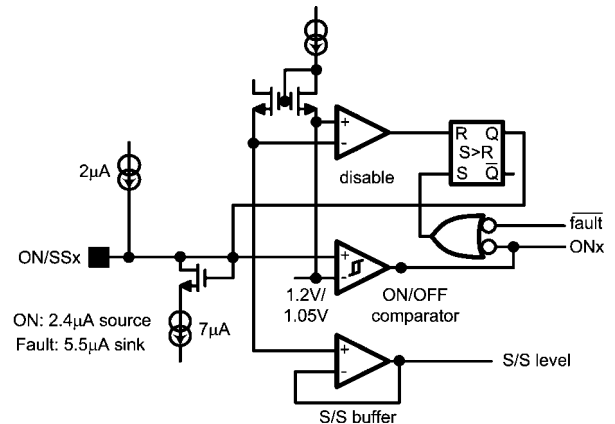 2µA
ON/SSx
ON: 2.4µA source
Fault: 5.5µA sink
7µA
+
-
disable
R Q
S>R
S Q
fault
ONx
+
-
1.2V/
1.05V
ON/OFF
comparator
+
-
S/S level
S/S buffer